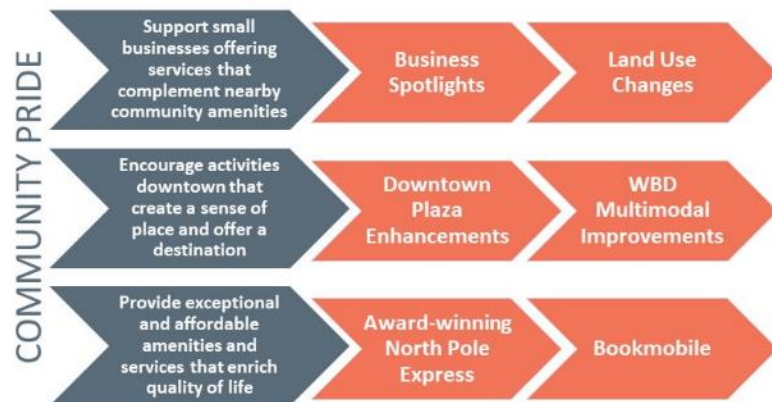 COMMUNITY PRIDE
Support small
businesses offering
services that
complement nearby
community amenities
Business
Spotlights
Land Use
Changes
Encourage activities
downtown that
create a sense of
place and offer a
destination
Downtown
Plaza
Enhancements
WBD
Multimodal
Improvements
Provide exceptional
and affordable
amenities and
services that enrich
quality of life
Award-winning
North Pole
Express
Bookmobile